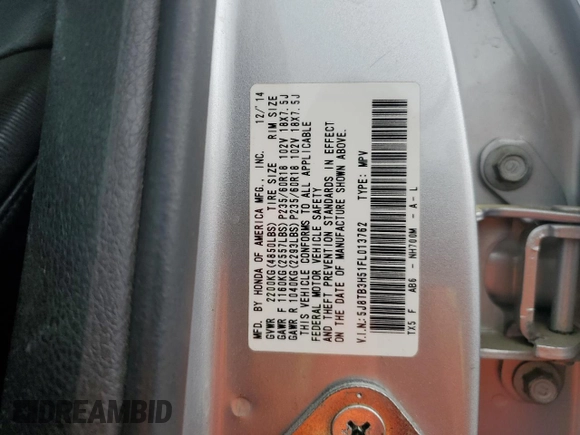 MFD. BY HONDA OF AMERICA MFG., INC. 12/'14
GVWR 2200KG(4850LBS) TIRE SIZE RIM SIZE
GAWR F 1160KG(2557LBS) P235/60R18 102V 18X7.5J
GAWR R 1040KG(2293LBS) P235/60R18 102V 18X7.5J
THIS VEHICLE CONFORMS TO ALL APPLICABLE
FEDERAL MOTOR VEHICLE SAFETY
AND THEFT PREVENTION STANDARDS IN EFFECT
ON THE DATE OF MANUFACTURE SHOWN ABOVE.
V.I.N.: 5J8TB3H51FL013762 TYPE: MPV
TX5 F AB6 - NH700M - A - L
DREAMBID